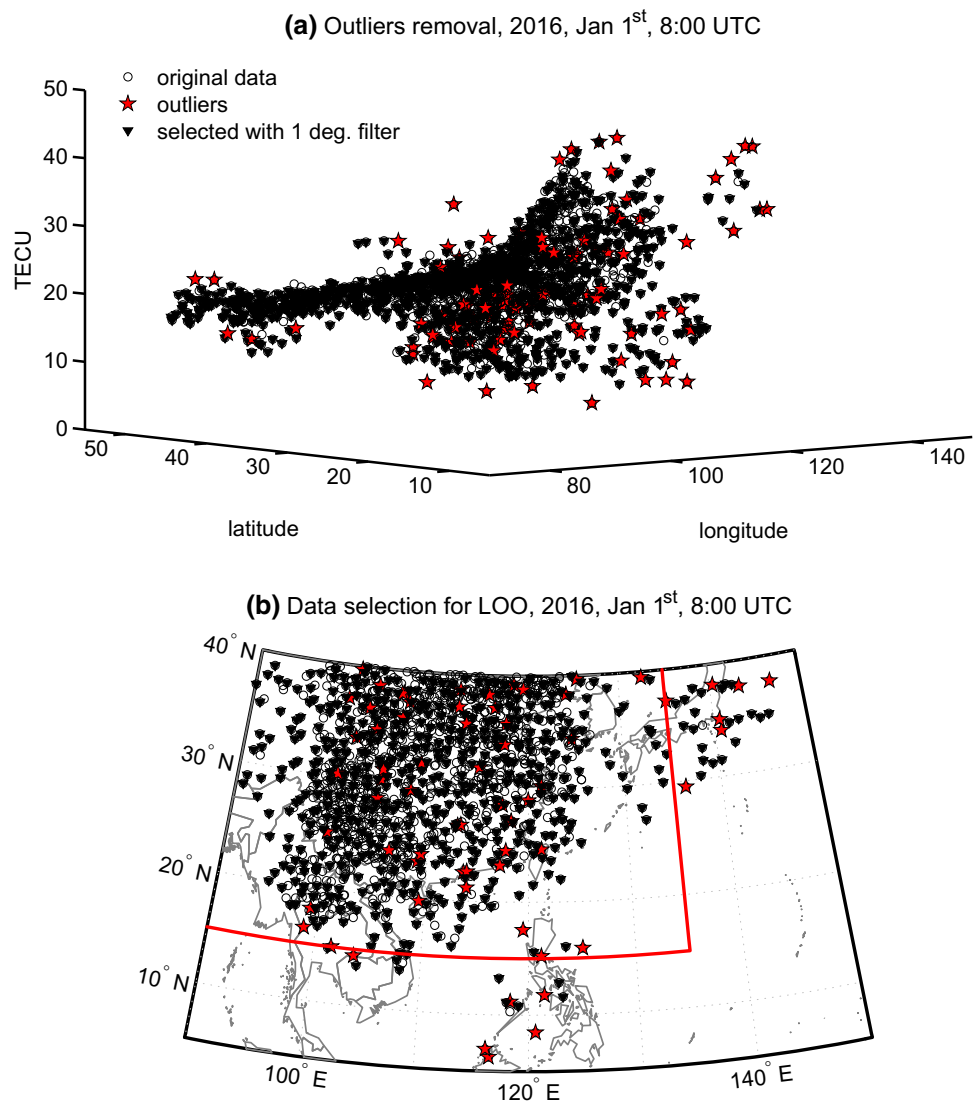 (a) Outliers removal, 2016, Jan 1st, 8:00 UTC
50
40
30
20
10
0
TECU
original data
outliers
selected with 1 deg. filter
50
40
30
20
10
80
100
120
140
latitude
longitude
(b) Data selection for LOO, 2016, Jan 1st, 8:00 UTC
40° N
30° N
20° N
10° N
100° E
120° E
140° E